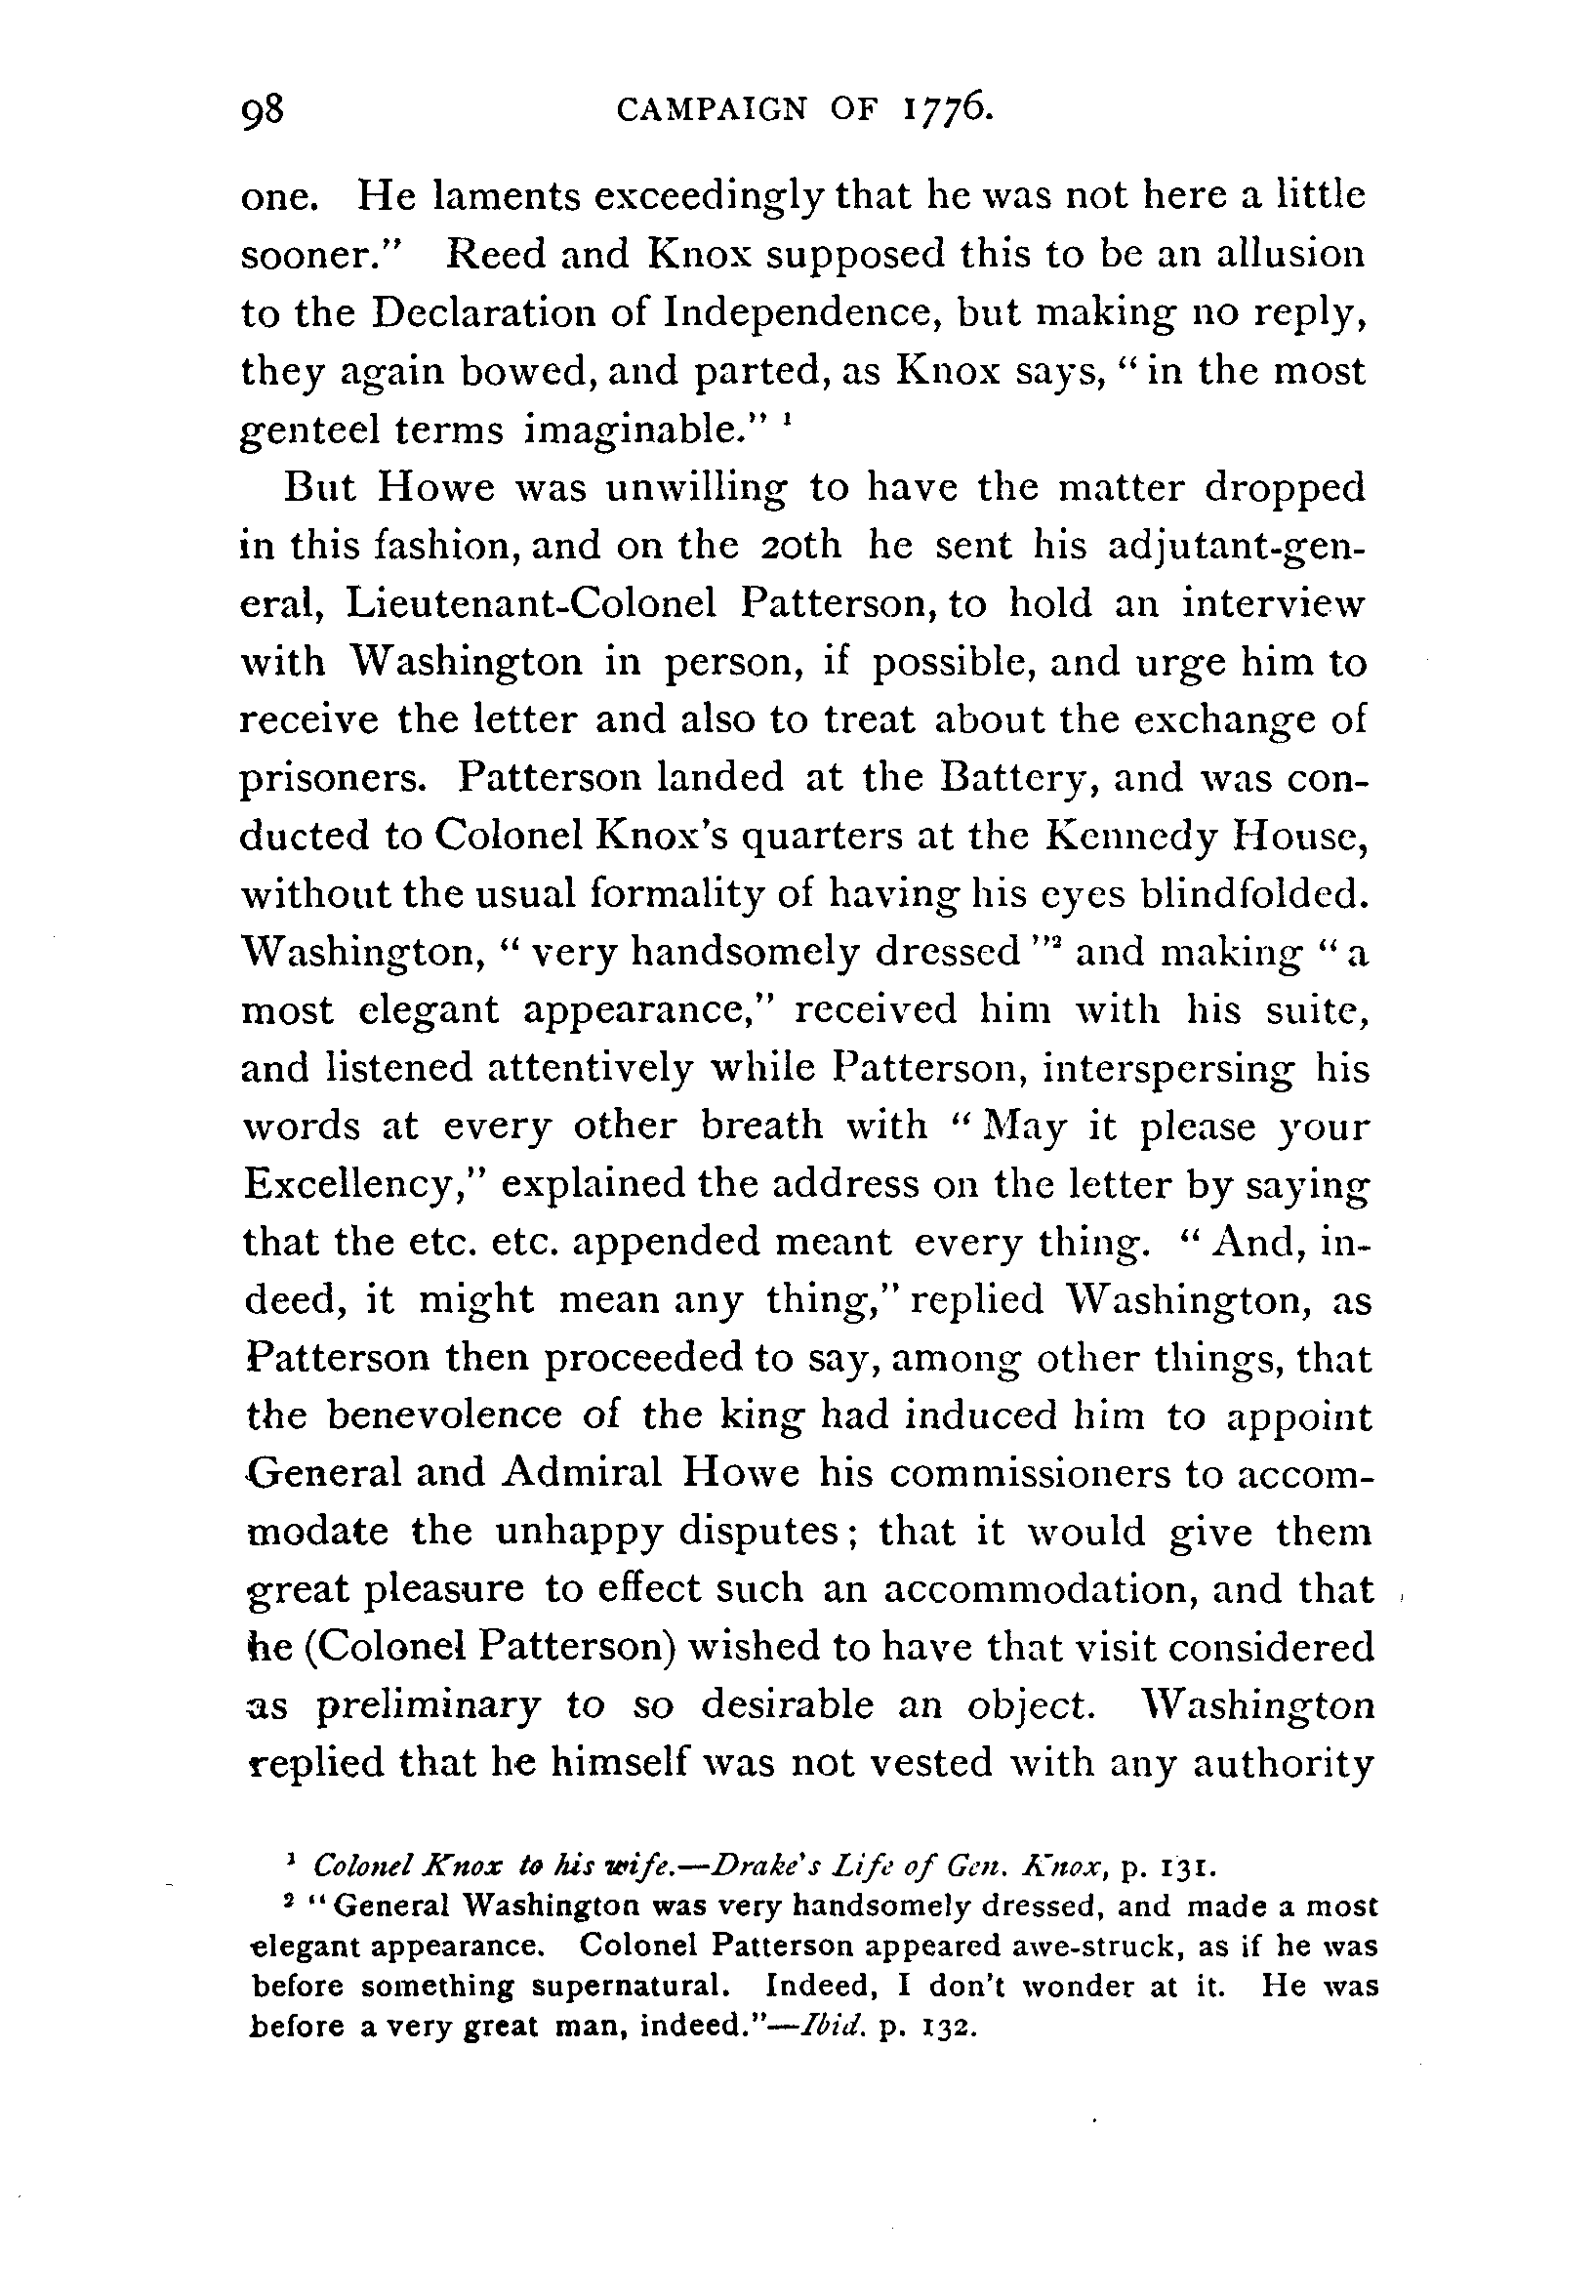 98 CAMPAIGN OF 1776.
one. He laments exceedingly that he was not here a little
sooner." Reed and Knox supposed this to be an allusion
to the Declaration of Independence, but making no reply,
they again bowed, and parted, as Knox says, "in the most
genteel terms imaginable." ¹
But Howe was unwilling to have the matter dropped
in this fashion, and on the 20th he sent his adjutant-gen-
eral, Lieutenant-Colonel Patterson, to hold an interview
with Washington in person, if possible, and urge him to
receive the letter and also to treat about the exchange of
prisoners. Patterson landed at the Battery, and was con-
ducted to Colonel Knox's quarters at the Kennedy House,
without the usual formality of having his eyes blindfolded.
Washington, "very handsomely dressed"² and making "a
most elegant appearance," received him with his suite,
and listened attentively while Patterson, interspersing his
words at every other breath with "May it please your
Excellency," explained the address on the letter by saying
that the etc. etc. appended meant every thing. "And, in-
deed, it might mean any thing," replied Washington, as
Patterson then proceeded to say, among other things, that
the benevolence of the king had induced him to appoint
General and Admiral Howe his commissioners to accom-
modate the unhappy disputes; that it would give them
great pleasure to effect such an accommodation, and that
he (Colonel Patterson) wished to have that visit considered
as preliminary to so desirable an object. Washington
replied that he himself was not vested with any authority
¹ Colonel Knox to his wife.—Drake's Life of Gen. Knox, p. 131.
² "General Washington was very handsomely dressed, and made a most
elegant appearance. Colonel Patterson appeared awe-struck, as if he was
before something supernatural. Indeed, I don't wonder at it. He was
before a very great man, indeed."—Ibid. p. 132.